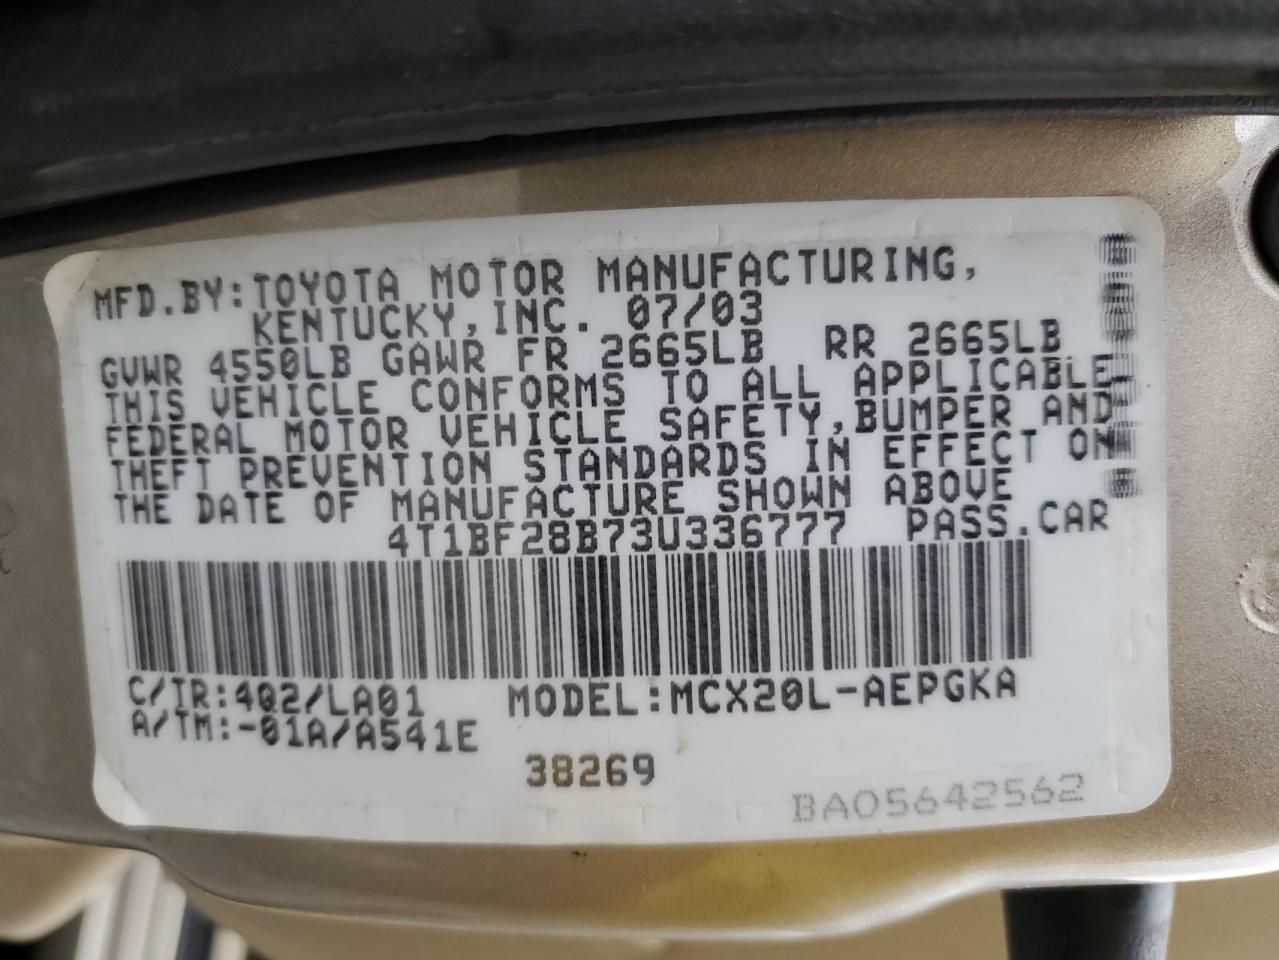 MFD.BY:TOYOTA MOTOR MANUFACTURING,
KENTUCKY,INC. 07/03
GVWR 4550LB GAWR FR 2665LB RR 2665LB
THIS VEHICLE CONFORMS TO ALL APPLICABLE
FEDERAL MOTOR VEHICLE SAFETY,BUMPER AND
THEFT PREVENTION STANDARDS IN EFFECT ON
THE DATE OF MANUFACTURE SHOWN ABOVE
4T1BF28B73U336777 PASS.CAR
C/TR:4Q2/LA01 MODEL:MCX20L-AEPGKA
A/TM:-01A/A541E
38269
BA05642562